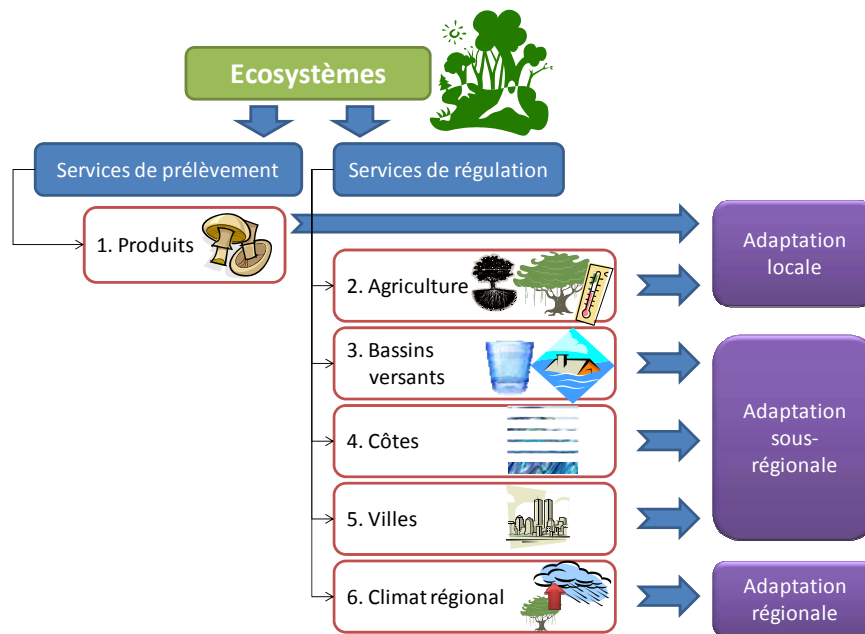 Ecosystèmes
Services de prélèvement
Services de régulation
1. Produits
Adaptation
locale
2. Agriculture
3. Bassins
versants
Adaptation
sous-
régionale
4. Côtes
5. Villes
6. Climat régional
Adaptation
régionale